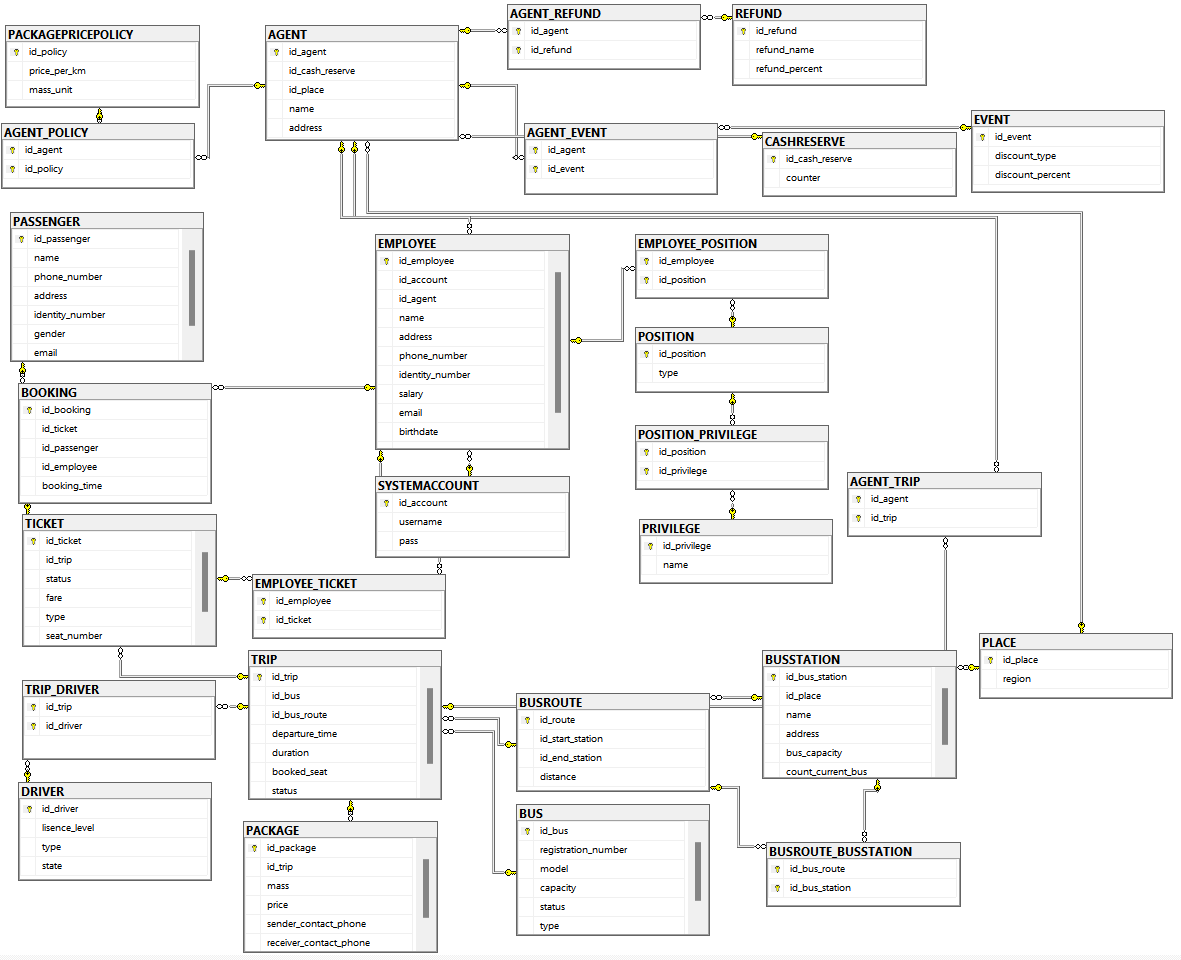 PACKAGEPRICEPOLICY
id_policy
price_per_km
mass_unit
AGENT
id_agent
id_cash_reserve
id_place
name
address
AGENT_REFUND
id_agent
id_refund
REFUND
id_refund
refund_name
refund_percent
AGENT_POLICY
id_agent
id_policy
AGENT_EVENT
id_agent
id_event
CASHRESERVE
id_cash_reserve
counter
EVENT
id_event
discount_type
discount_percent
PASSENGER
id_passenger
name
phone_number
address
identity_number
gender
email
EMPLOYEE
id_employee
id_account
id_agent
name
address
phone_number
identity_number
salary
email
birthdate
EMPLOYEE_POSITION
id_employee
id_position
POSITION
id_position
type
BOOKING
id_booking
id_ticket
id_passenger
id_employee
booking_time
POSITION_PRIVILEGE
id_position
id_privilege
SYSTEMACCOUNT
id_account
username
pass
AGENT_TRIP
id_agent
id_trip
PRIVILEGE
id_privilege
name
TICKET
id_ticket
id_trip
status
fare
type
seat_number
EMPLOYEE_TICKET
id_employee
id_ticket
PLACE
id_place
region
TRIP
id_trip
id_bus
id_bus_route
departure_time
duration
booked_seat
status
BUSSTATION
id_bus_station
id_place
name
address
bus_capacity
count_current_bus
TRIP_DRIVER
id_trip
id_driver
BUSROUTE
id_route
id_start_station
id_end_station
distance
DRIVER
id_driver
lisence_level
type
state
BUS
id_bus
registration_number
model
capacity
status
type
PACKAGE
id_package
id_trip
mass
price
sender_contact_phone
receiver_contact_phone
BUSROUTE_BUSSTATION
id_bus_route
id_bus_station